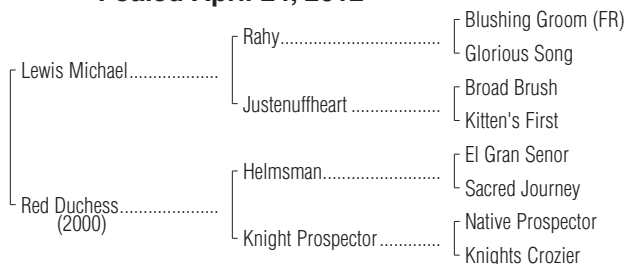 Foaled April 24, 2012
Blushing Groom (FR)
Rahy
Glorious Song
Lewis Michael
Broad Brush
Justenuffheart
Kitten's First
El Gran Senor
Helmsman
Sacred Journey
Red Duchess
(2000)
Native Prospector
Knight Prospector
Knights Crozier